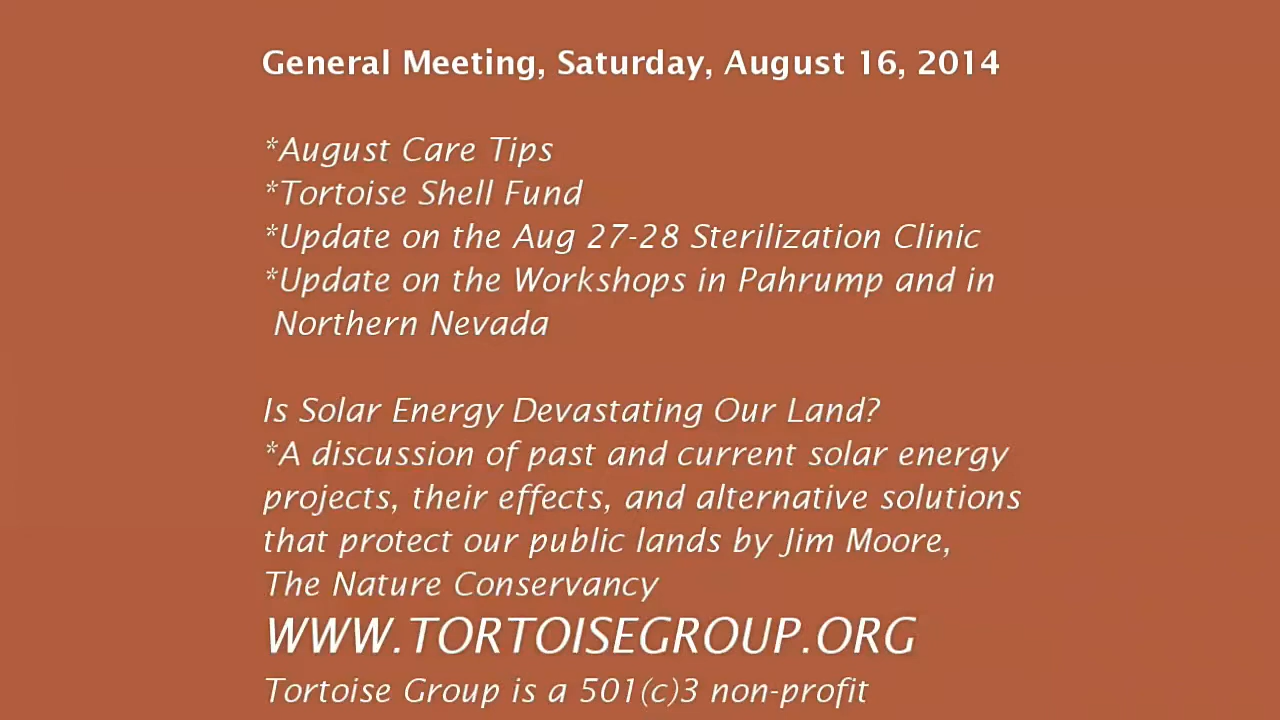 General Meeting, Saturday, August 16, 2014
*August Care Tips
*Tortoise Shell Fund
*Update on the Aug 27-28 Sterilization Clinic
*Update on the Workshops in Pahrump and in
Northern Nevada
Is Solar Energy Devastating Our Land?
*A discussion of past and current solar energy
projects, their effects, and alternative solutions
that protect our public lands by Jim Moore,
The Nature Conservancy
WWW.TORTOISEGROUP.ORG
Tortoise Group is a 501(c)3 non-profit